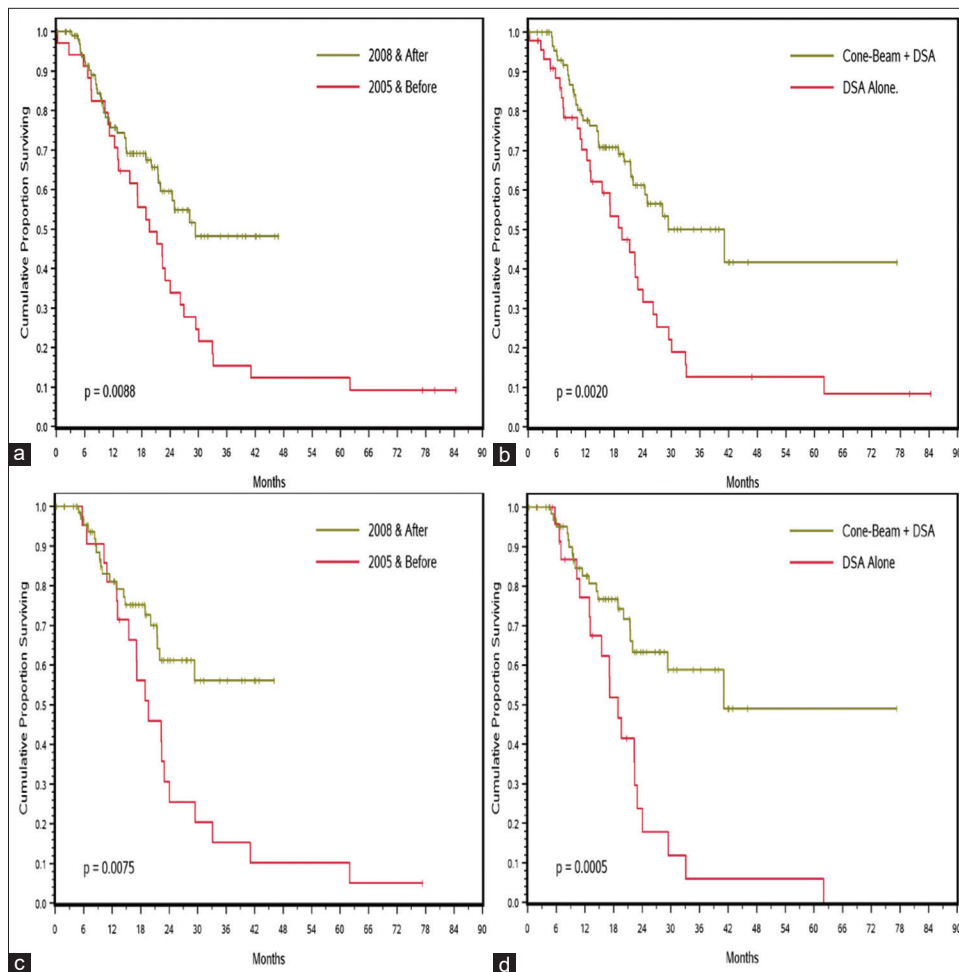 1.0
0.9
0.8
0.7
0.6
0.5
0.4
0.3
0.2
0.1
0.0
Cumulative Proportion Surviving
2008 & After
2005 & Before
p = 0.0088
0 6 12 18 24 30 36 42 48 54 60 66 72 78 84 90
Months
a
1.0
0.9
0.8
0.7
0.6
0.5
0.4
0.3
0.2
0.1
0.0
Cumulative Proportion Surviving
Cone-Beam + DSA
DSA Alone.
p = 0.0020
0 6 12 18 24 30 36 42 48 54 60 66 72 78 84 90
Months
b
1.0
0.9
0.8
0.7
0.6
0.5
0.4
0.3
0.2
0.1
0.0
Cumulative Proportion Surviving
2008 & After
2005 & Before
p = 0.0075
0 6 12 18 24 30 36 42 48 54 60 66 72 78 84 90
Months
c
1.0
0.9
0.8
0.7
0.6
0.5
0.4
0.3
0.2
0.1
0.0
Cumulative Proportion Surviving
Cone-Beam + DSA
DSA Alone
p = 0.0005
0 6 12 18 24 30 36 42 48 54 60 66 72 78 84 90
Months
d